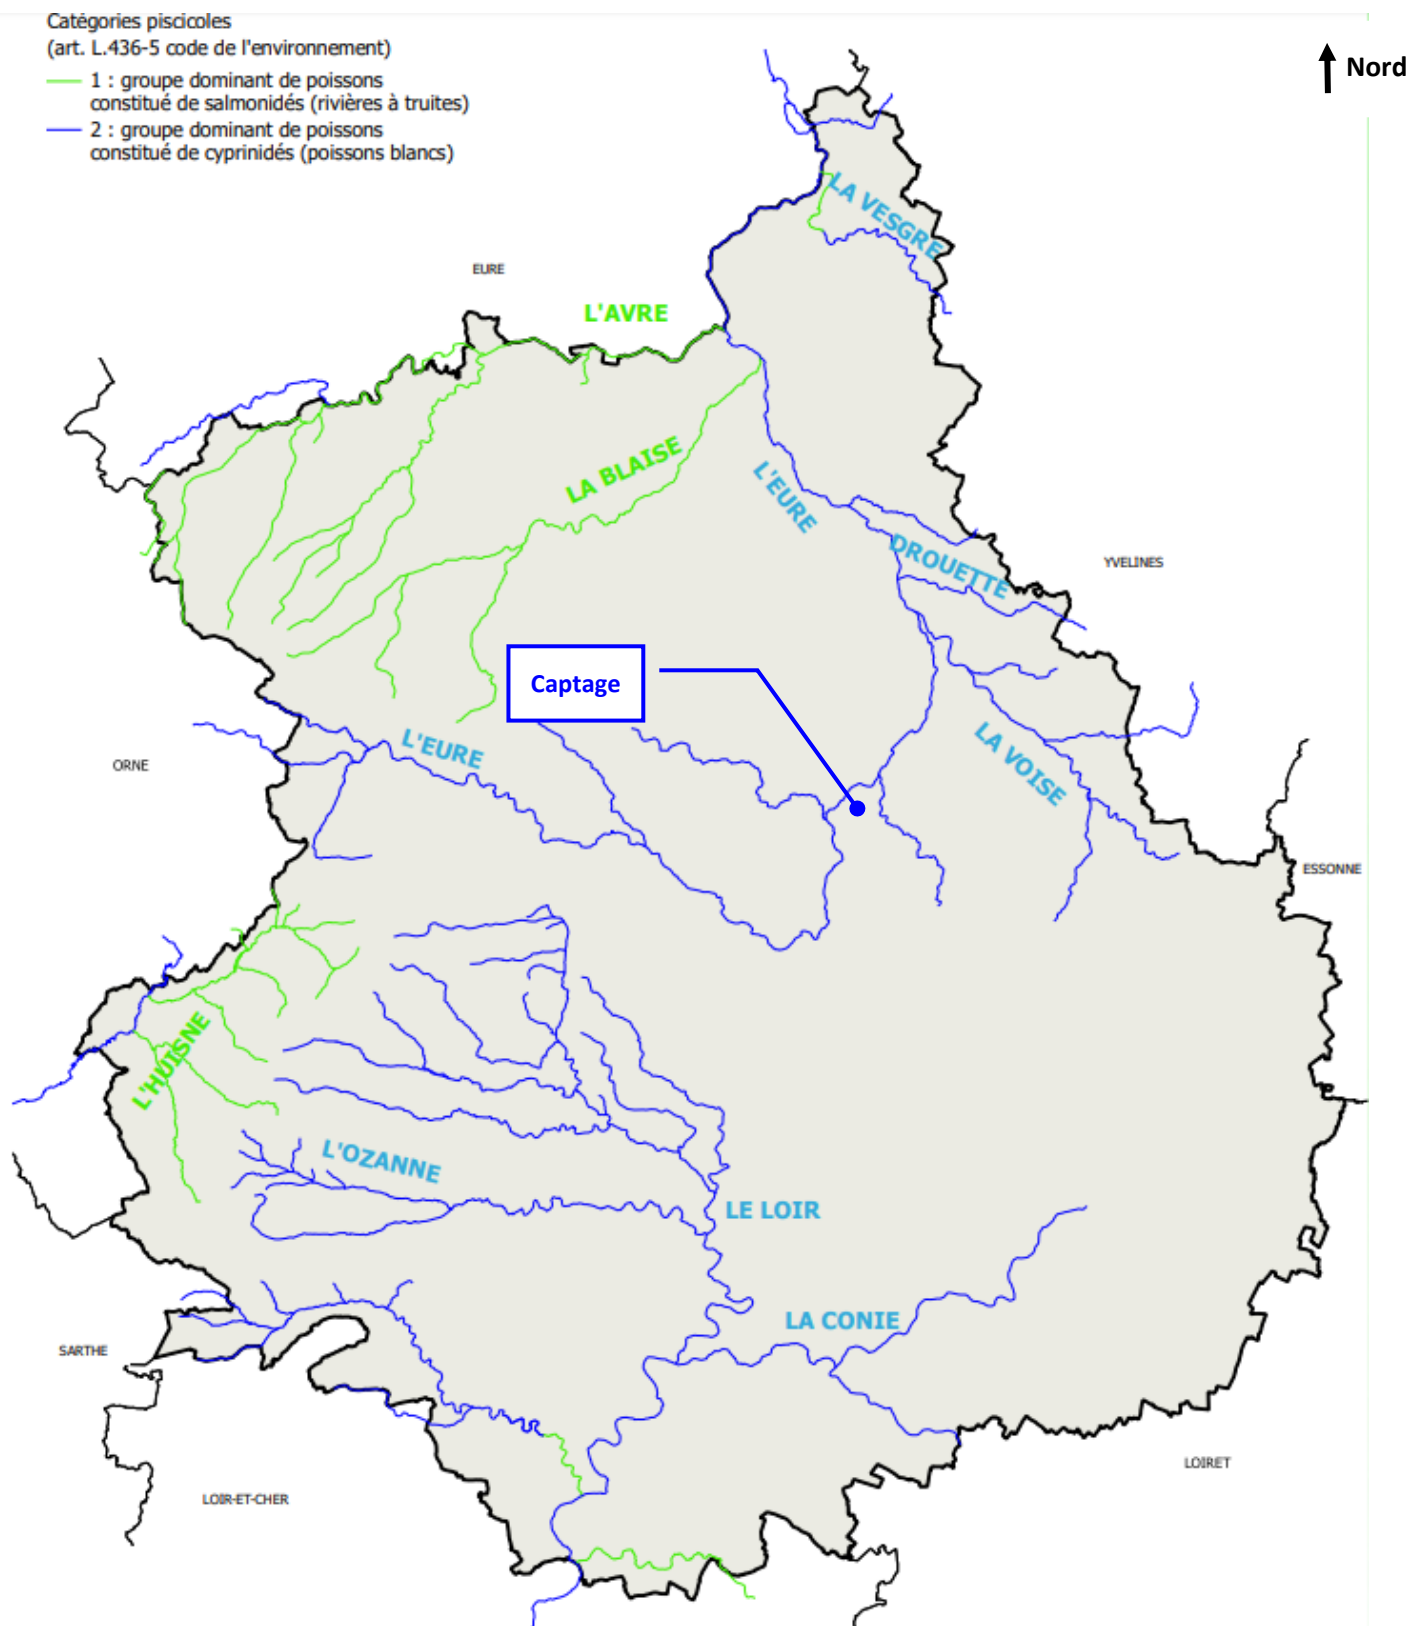 Catégories piscicoles
(art. L.436-5 code de l'environnement)
1 : groupe dominant de poissons
constitué de salmonidés (rivières à truites)
2 : groupe dominant de poissons
constitué de cyprinidés (poissons blancs)
Nord
LA VESGRE
EURE
L'AVRE
LA BLAISE
L'EURE
DROUETTE
YVELINES
Captage
L'EURE
LA VOISE
ORNE
ESSONNE
L'HUISNE
L'OZANNE
LE LOIR
LA CONIE
SARTHE
LOIRET
LOIR-ET-CHER